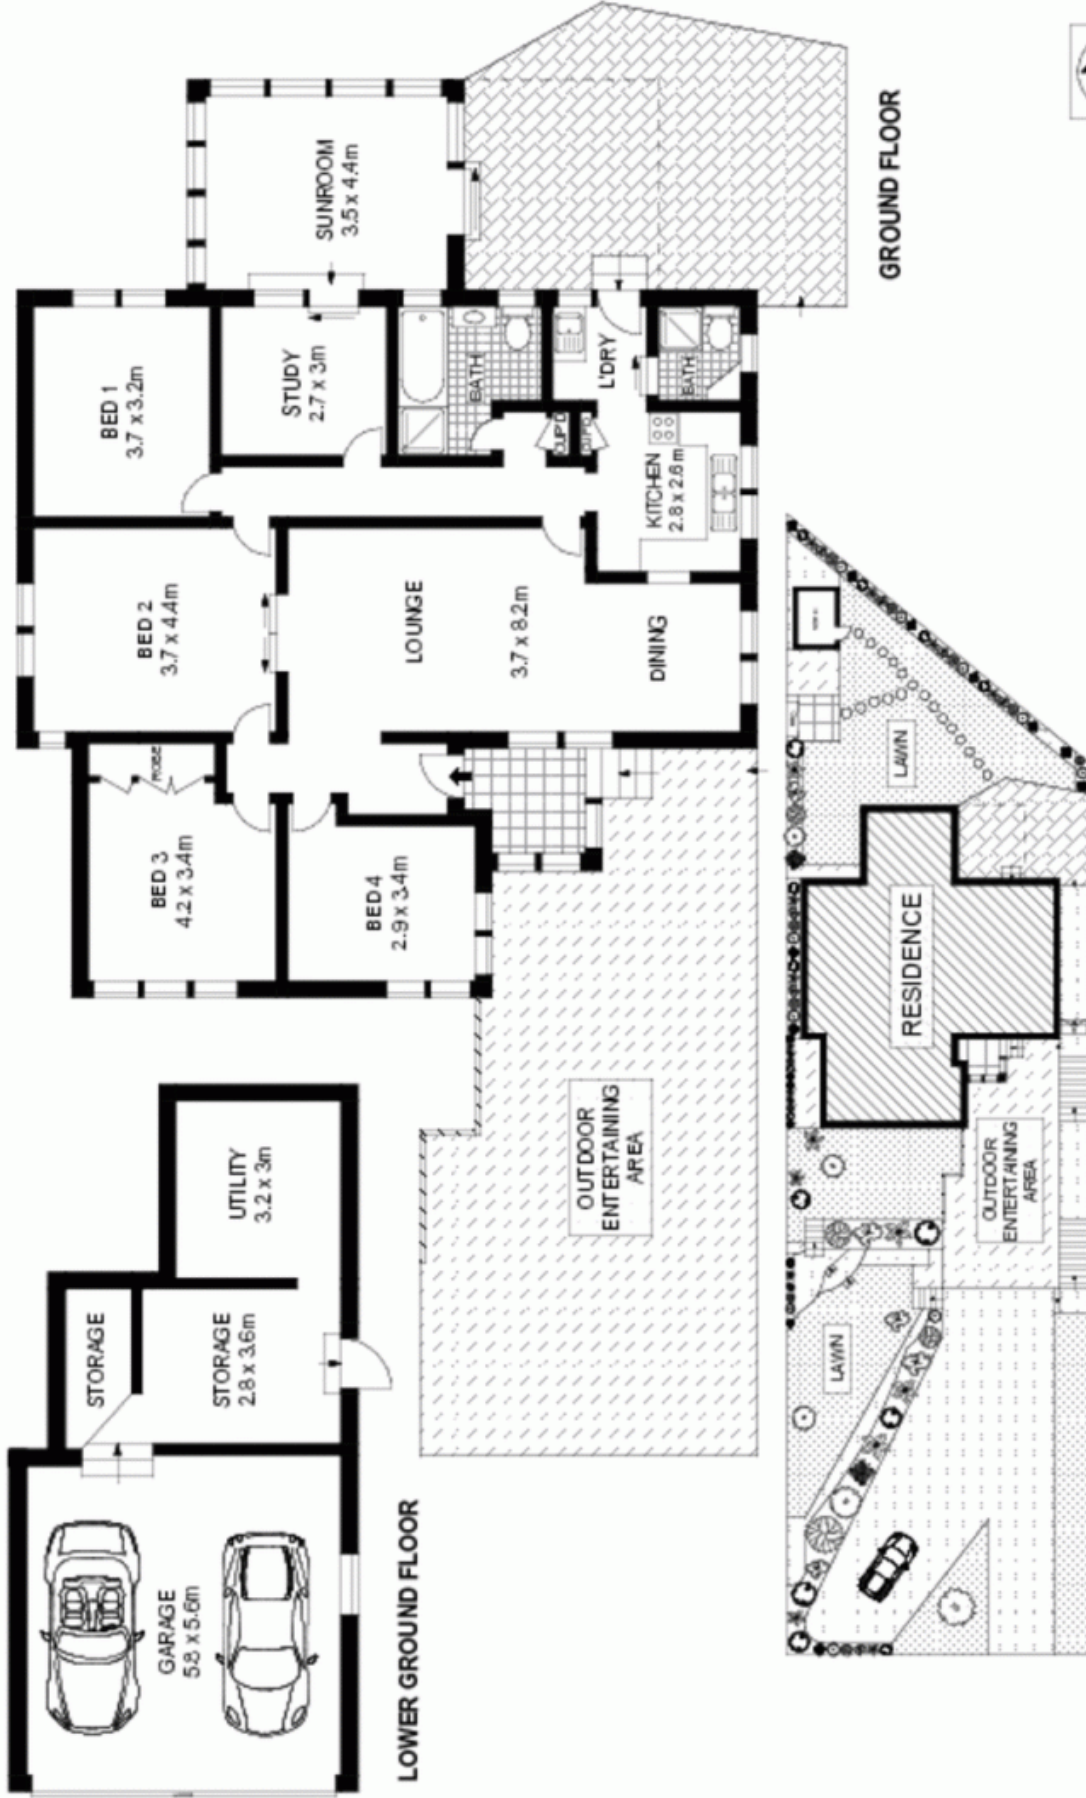 GARAGE
5.8 x 5.6m
STORAGE
STORAGE
2.8 x 3.6m
UTILITY
3.2 x 3m
LOWER GROUND FLOOR
BED 3
4.2 x 3.4m
ROBE
BED 4
2.9 x 3.4m
BED 2
3.7 x 4.4m
LOUNGE
3.7 x 8.2m
DINING
BED 1
3.7 x 3.2m
STUDY
2.7 x 3m
BATH
CUP'D
CUP'D
KITCHEN
2.8 x 2.6m
L'DRY
BATH
SUNROOM
3.5 x 4.4m
OUTDOOR
ENTERTAINING
AREA
GROUND FLOOR
LAWN
OUTDOOR
ENTERTAINING
AREA
RESIDENCE
LAWN